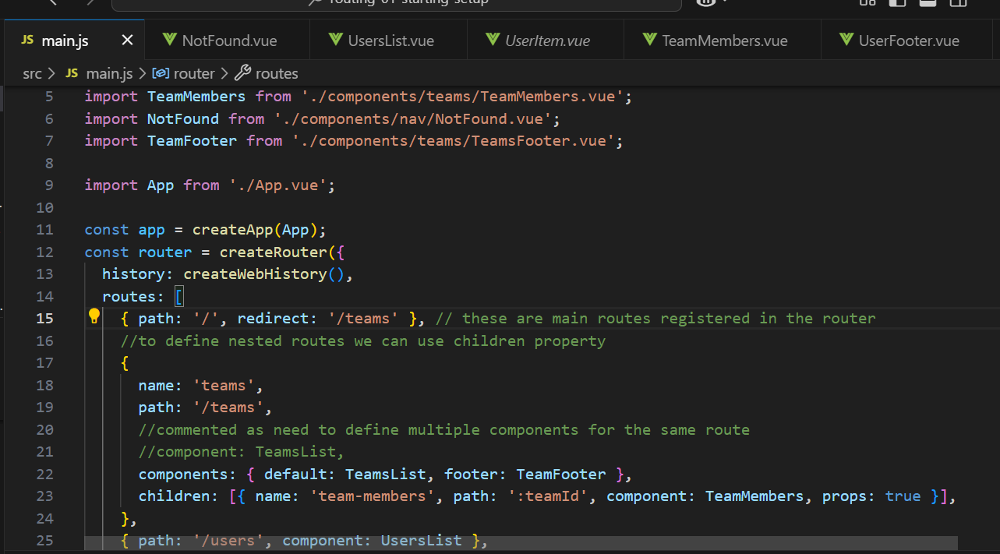 routing-01-starting-setup
JS main.js NotFound.vue UsersList.vue UserItem.vue TeamMembers.vue UserFooter.vue
src > JS main.js > router > routes
5 import TeamMembers from './components/teams/TeamMembers.vue';
6 import NotFound from './components/nav/NotFound.vue';
7 import TeamFooter from './components/teams/TeamsFooter.vue';
8
9 import App from './App.vue';
10
11 const app = createApp(App);
12 const router = createRouter({
13 history: createWebHistory(),
14 routes: [
15 { path: '/', redirect: '/teams' }, // these are main routes registered in the router
16 //to define nested routes we can use children property
17 {
18 name: 'teams',
19 path: '/teams',
20 //commented as need to define multiple components for the same route
21 //component: TeamsList,
22 components: { default: TeamsList, footer: TeamFooter },
23 children: [{ name: 'team-members', path: ':teamId', component: TeamMembers, props: true }],
24 },
25 { path: '/users', component: UsersList },